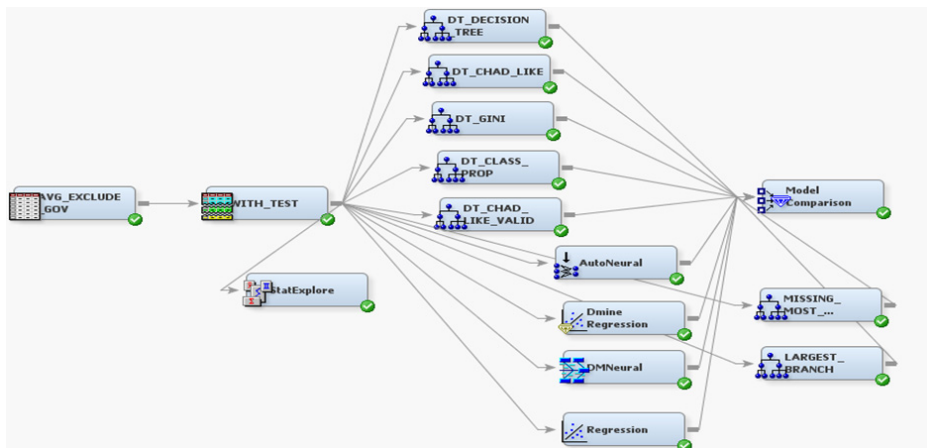 DT_DECISION
_TREE
DT_CHAD_LIKE
DT_GINI
DT_CLASS_
PROP
DT_CHAD_
LIKE_VALID
AVG_EXCLUDE
_GOV
WITH_TEST
StatExplore
Model
Comparison
AutoNeural
Dmine
Regression
DMNeural
Regression
MISSING_
MOST_...
LARGEST_
BRANCH